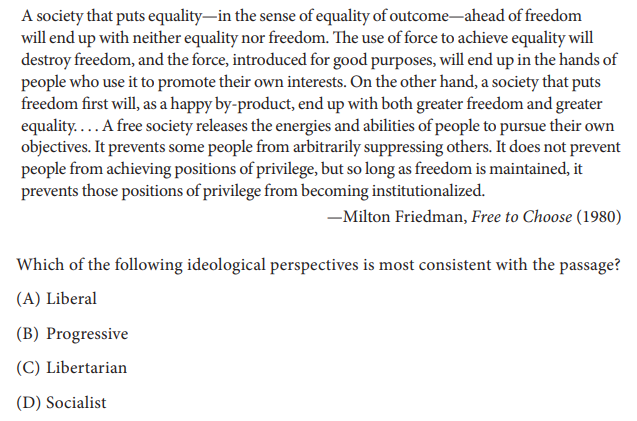 A society that puts equality—in the sense of equality of outcome—ahead of freedom
will end up with neither equality nor freedom. The use of force to achieve equality will
destroy freedom, and the force, introduced for good purposes, will end up in the hands of
people who use it to promote their own interests. On the other hand, a society that puts
freedom first will, as a happy by-product, end up with both greater freedom and greater
equality. . . . A free society releases the energies and abilities of people to pursue their own
objectives. It prevents some people from arbitrarily suppressing others. It does not prevent
people from achieving positions of privilege, but so long as freedom is maintained, it
prevents those positions of privilege from becoming institutionalized.
—Milton Friedman, Free to Choose (1980)
Which of the following ideological perspectives is most consistent with the passage?
(A) Liberal
(B) Progressive
(C) Libertarian
(D) Socialist